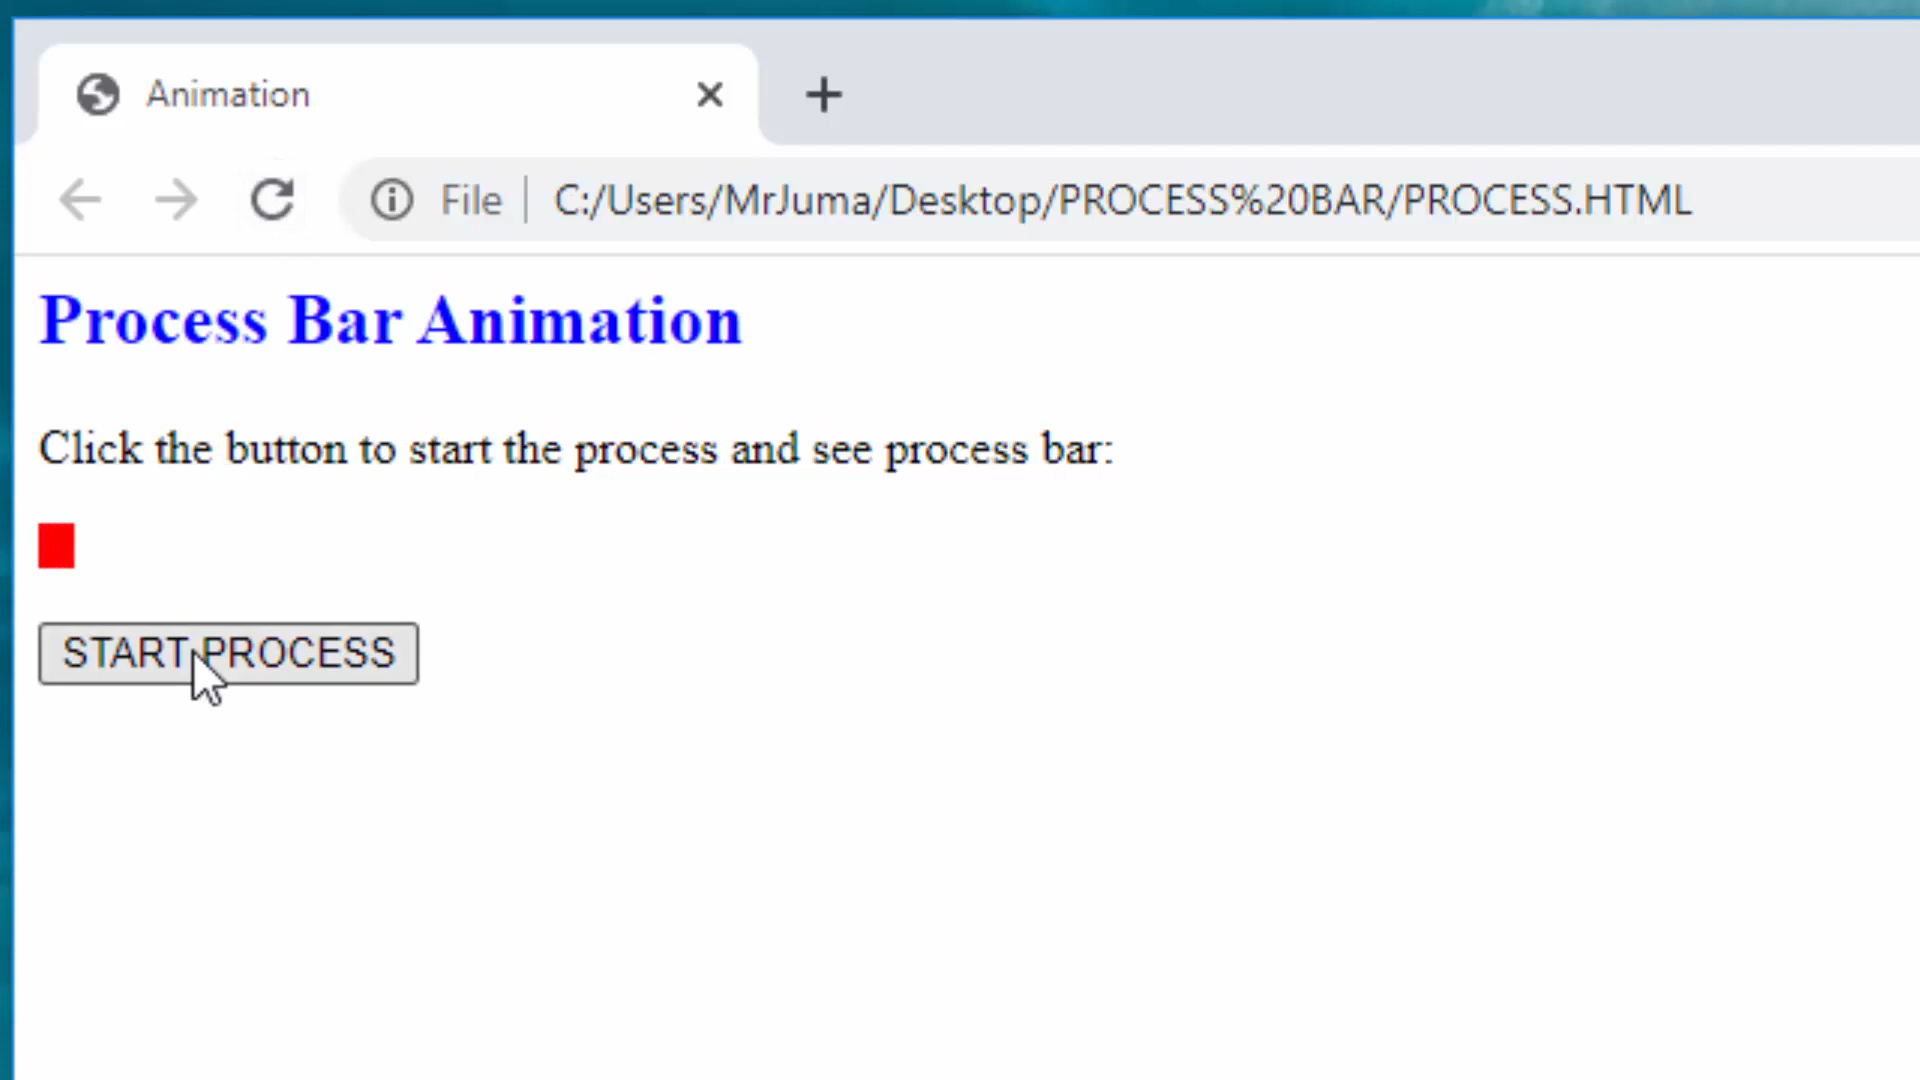 Animation
File C:/Users/MrJuma/Desktop/PROCESS%20BAR/PROCESS.HTML
Process Bar Animation
Click the button to start the process and see process bar:
START PROCESS